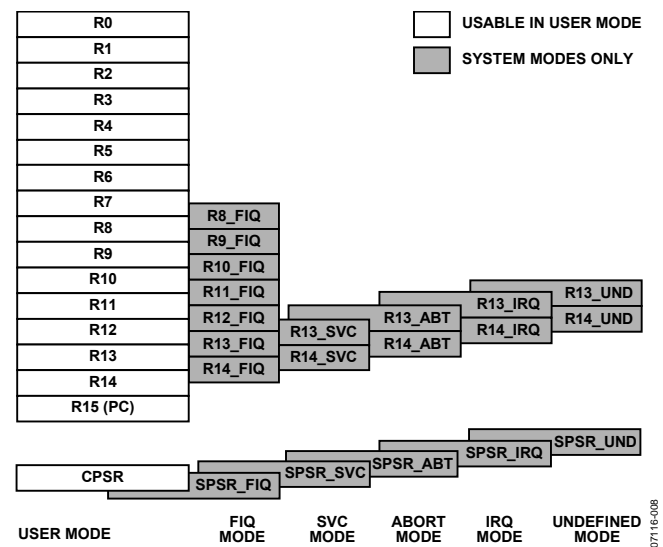 R0
R1
R2
R3
R4
R5
R6
R7
R8
R9
R10
R11
R12
R13
R14
R15 (PC)
R8_FIQ
R9_FIQ
R10_FIQ
R11_FIQ
R12_FIQ
R13_FIQ
R14_FIQ
R13_SVC
R14_SVC
R13_ABT
R14_ABT
R13_IRQ
R14_IRQ
R13_UND
R14_UND
USABLE IN USER MODE
SYSTEM MODES ONLY
CPSR
SPSR_FIQ
SPSR_SVC
SPSR_ABT
SPSR_IRQ
SPSR_UND
USER MODE
FIQ
MODE
SVC
MODE
ABORT
MODE
IRQ
MODE
UNDEFINED
MODE
07116-008